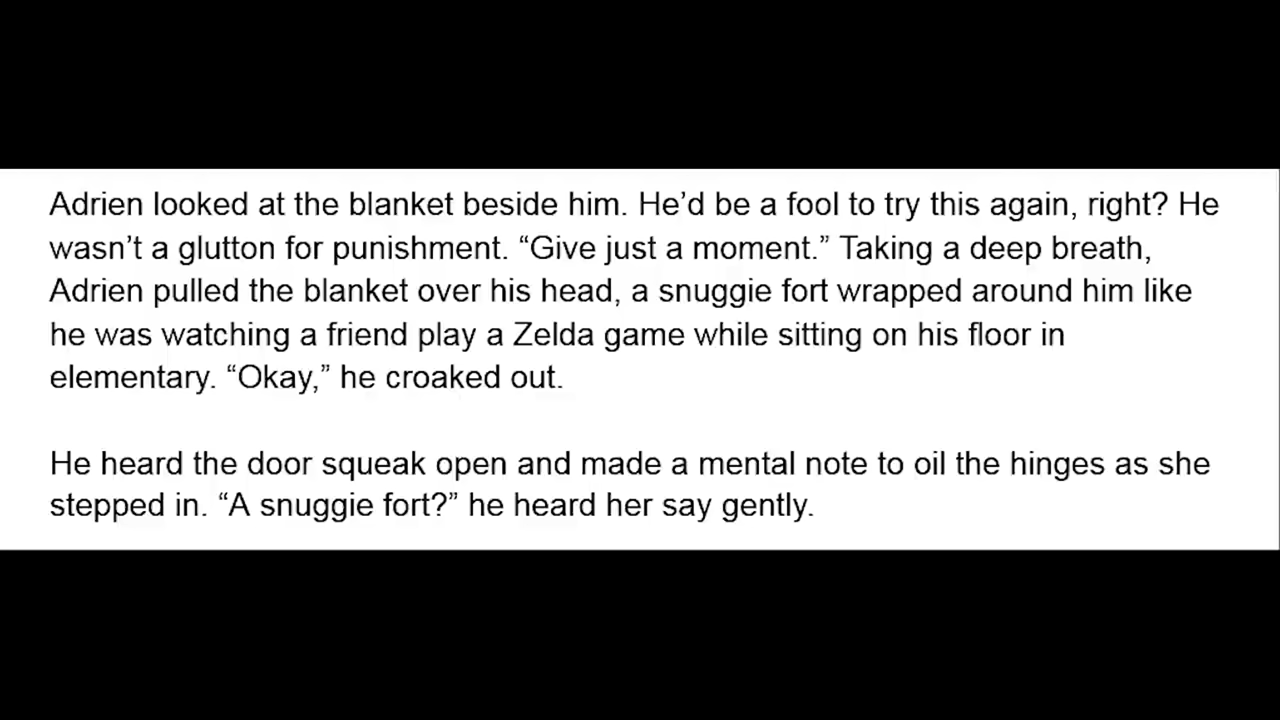 Adrien looked at the blanket beside him. He’d be a fool to try this again, right? He
wasn’t a glutton for punishment. “Give just a moment.” Taking a deep breath,
Adrien pulled the blanket over his head, a snuggie fort wrapped around him like
he was watching a friend play a Zelda game while sitting on his floor in
elementary. “Okay,” he croaked out.
He heard the door squeak open and made a mental note to oil the hinges as she
stepped in. “A snuggie fort?” he heard her say gently.